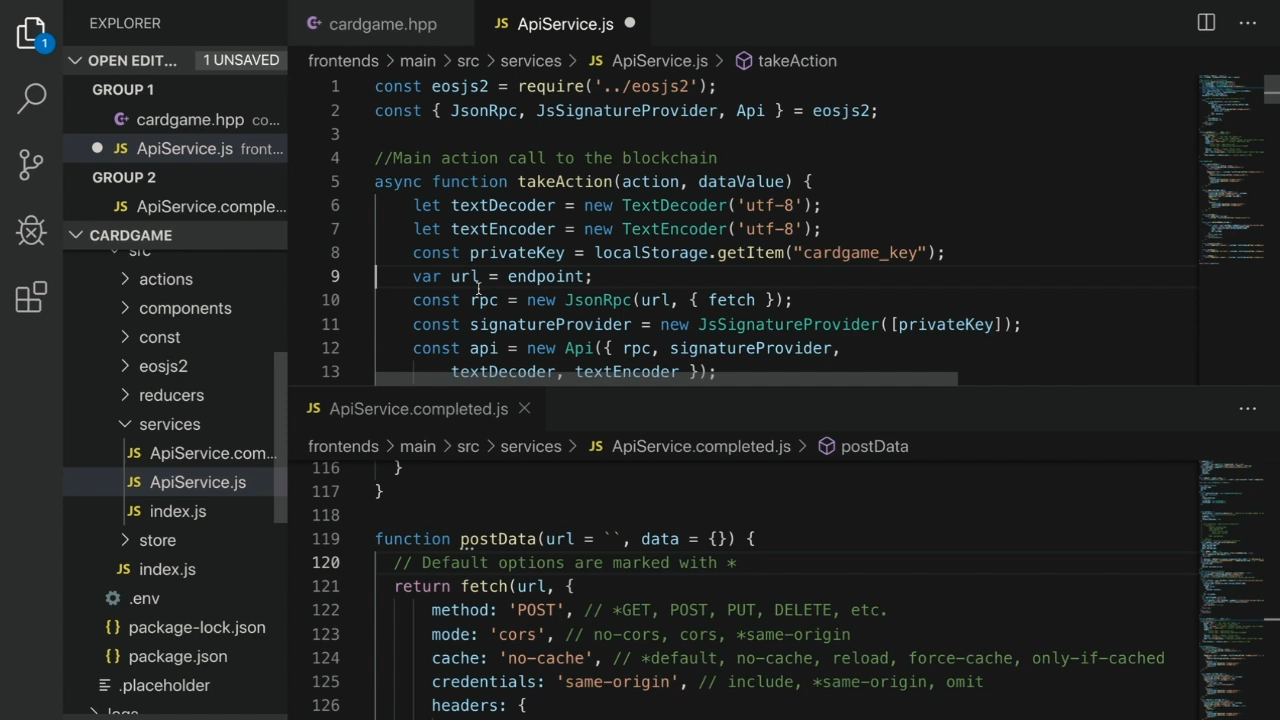 EXPLORER
OPEN EDIT... 1 UNSAVED
GROUP 1
cardgame.hpp co...
JS ApiService.js front...
GROUP 2
JS ApiService.comple...
CARDGAME
src
actions
components
const
eosjs2
reducers
services
JS ApiService.com...
JS ApiService.js
JS index.js
store
JS index.js
.env
{} package-lock.json
{} package.json
.placeholder
logs
1
cardgame.hpp
JS ApiService.js
frontends > main > src > services > JS ApiService.js > takeAction
1 const eosjs2 = require('../eosjs2');
2 const { JsonRpc, JsSignatureProvider, Api } = eosjs2;
3
4 //Main action call to the blockchain
5 async function takeAction(action, dataValue) {
6 let textDecoder = new TextDecoder('utf-8');
7 let textEncoder = new TextEncoder('utf-8');
8 const privateKey = localStorage.getItem("cardgame_key");
9 var url = endpoint;
10 const rpc = new JsonRpc(url, { fetch });
11 const signatureProvider = new JsSignatureProvider([privateKey]);
12 const api = new Api({ rpc, signatureProvider,
13 textDecoder, textEncoder });
JS ApiService.completed.js
frontends > main > src > services > JS ApiService.completed.js > postData
116 }
117 }
118
119 function postData(url = ``, data = {}) {
120 // Default options are marked with *
121 return fetch(url, {
122 method: 'POST', // *GET, POST, PUT, DELETE, etc.
123 mode: 'cors', // no-cors, cors, *same-origin
124 cache: 'no-cache', // *default, no-cache, reload, force-cache, only-if-cached
125 credentials: 'same-origin', // include, *same-origin, omit
126 headers: {